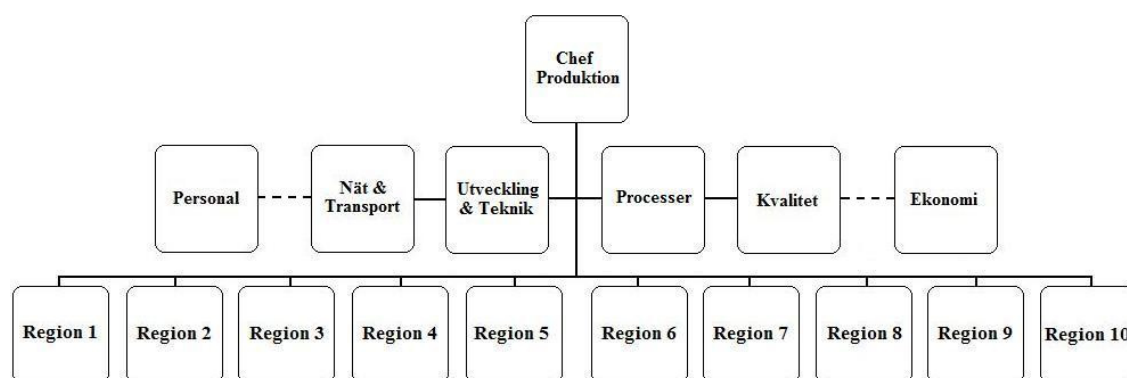 Chef
Produktion
Personal
Nät &
Transport
Utveckling
& Teknik
Processer
Kvalitet
Ekonomi
Region 1
Region 2
Region 3
Region 4
Region 5
Region 6
Region 7
Region 8
Region 9
Region 10